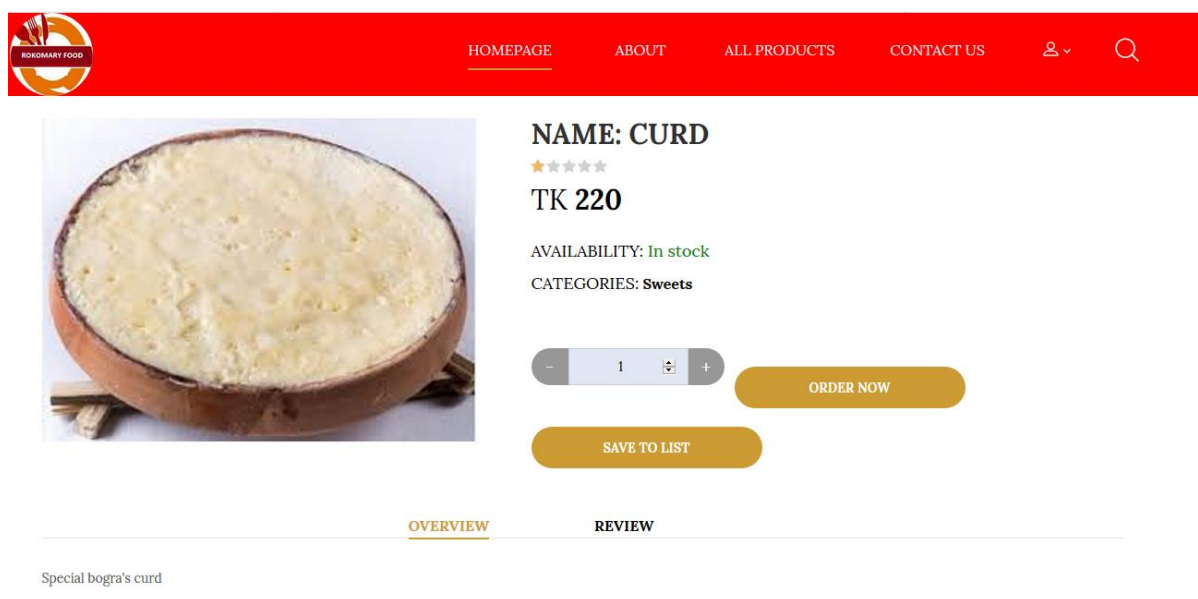 ROKOMARY FOOD
HOMEPAGE ABOUT ALL PRODUCTS CONTACT US
NAME: CURD
TK 220
AVAILABILITY: In stock
CATEGORIES: Sweets
- 1 +
ORDER NOW
SAVE TO LIST
OVERVIEW REVIEW
Special bogra's curd